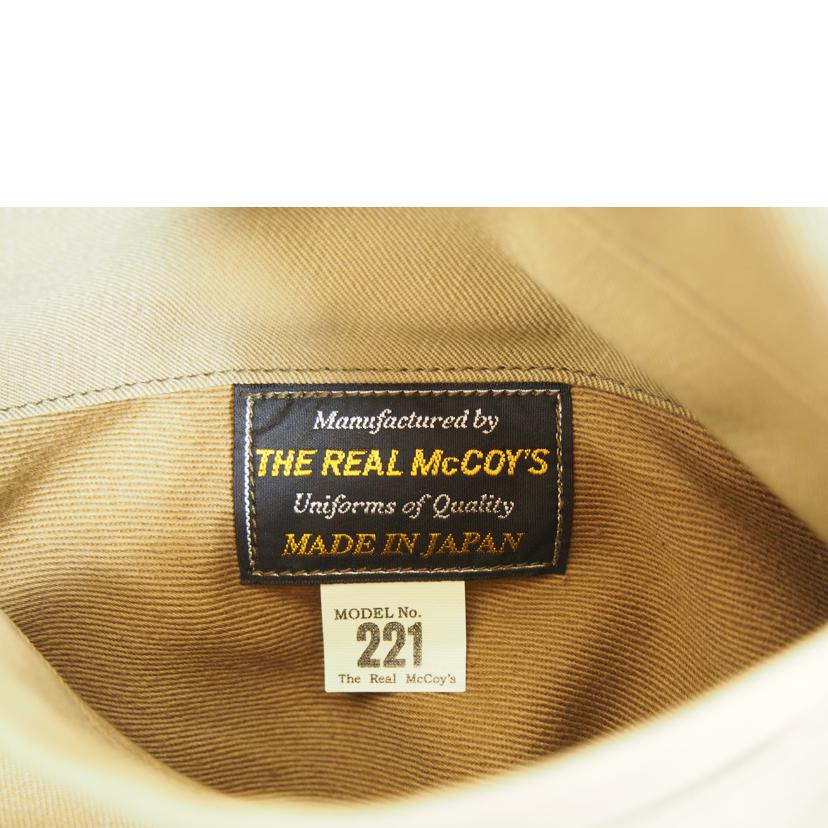 Manufactured by
THE REAL McCOY'S
Uniforms of Quality
MADE IN JAPAN
MODEL No.
221
The Real McCoy's